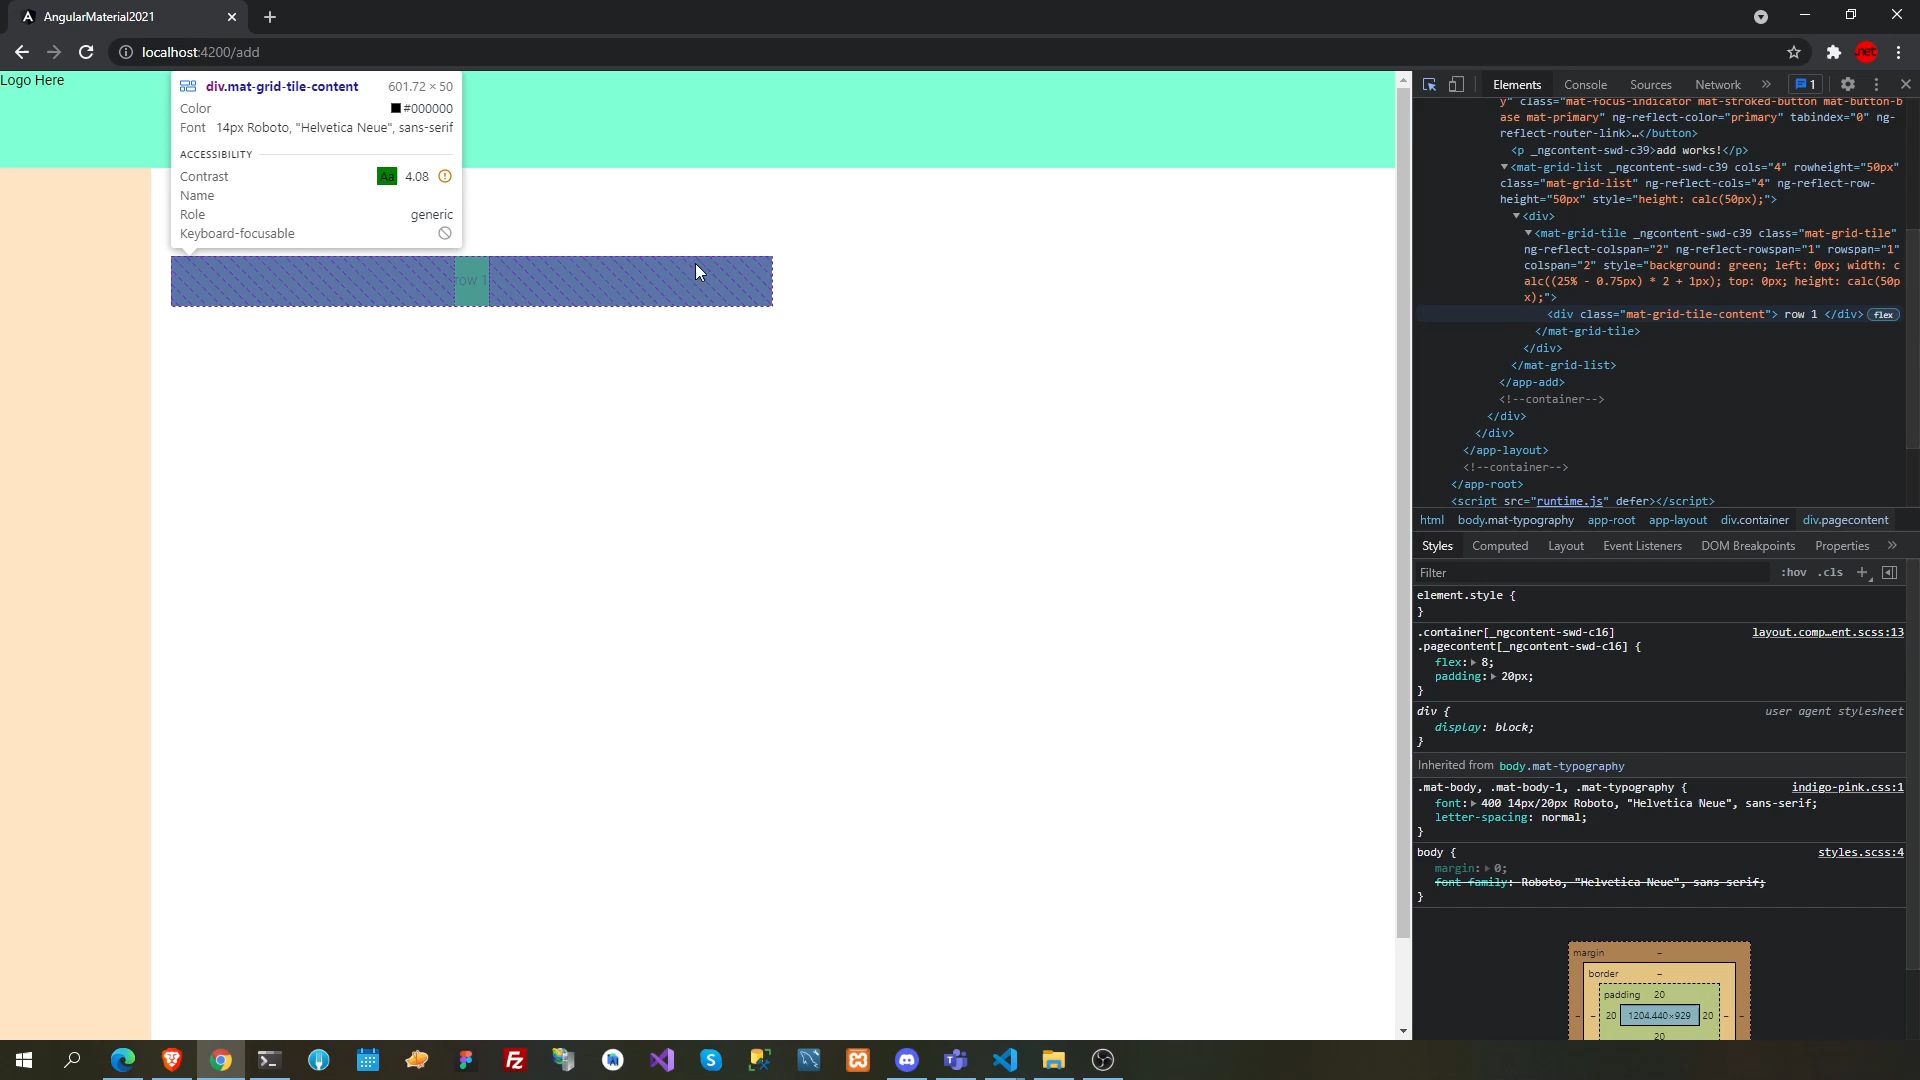 AngularMaterial2021
localhost:4200/add
Logo Here
div.mat-grid-tile-content 601.72 × 50
Color #000000
Font 14px Roboto, "Helvetica Neue", sans-serif
ACCESSIBILITY
Contrast Aa 4.08
Name
Role generic
Keyboard-focusable
row 1
Elements Console Sources Network » 1
y" class="mat-focus-indicator mat-stroked-button mat-button-b
ase mat-primary" ng-reflect-color="primary" tabindex="0" ng-
reflect-router-link>…</button>
<p _ngcontent-swd-c39>add works!</p>
▼<mat-grid-list _ngcontent-swd-c39 cols="4" rowheight="50px"
class="mat-grid-list" ng-reflect-cols="4" ng-reflect-row-
height="50px" style="height: calc(50px);">
▼<div>
▼<mat-grid-tile _ngcontent-swd-c39 class="mat-grid-tile"
ng-reflect-colspan="2" ng-reflect-rowspan="1" rowspan="1"
colspan="2" style="background: green; left: 0px; width: c
alc((25% - 0.75px) * 2 + 1px); top: 0px; height: calc(50p
x);">
<div class="mat-grid-tile-content"> row 1 </div> flex
</mat-grid-tile>
</div>
</mat-grid-list>
</app-add>
<!--container-->
</div>
</div>
</app-layout>
<!--container-->
</app-root>
<script src="runtime.js" defer></script>
html body.mat-typography app-root app-layout div.container div.pagecontent
Styles Computed Layout Event Listeners DOM Breakpoints Properties »
Filter :hov .cls +
element.style {
}
.container[_ngcontent-swd-c16] layout.comp…ent.scss:13
.pagecontent[_ngcontent-swd-c16] {
flex:▶ 8;
padding:▶ 20px;
}
div { user agent stylesheet
display: block;
}
Inherited from body.mat-typography
.mat-body, .mat-body-1, .mat-typography { indigo-pink.css:1
font:▶ 400 14px/20px Roboto, "Helvetica Neue", sans-serif;
letter-spacing: normal;
}
body { styles.scss:4
margin:▶ 0;
font-family: Roboto, "Helvetica Neue", sans-serif;
}
margin –
border –
padding 20
– – 20 1204.440×929 20 – –
20